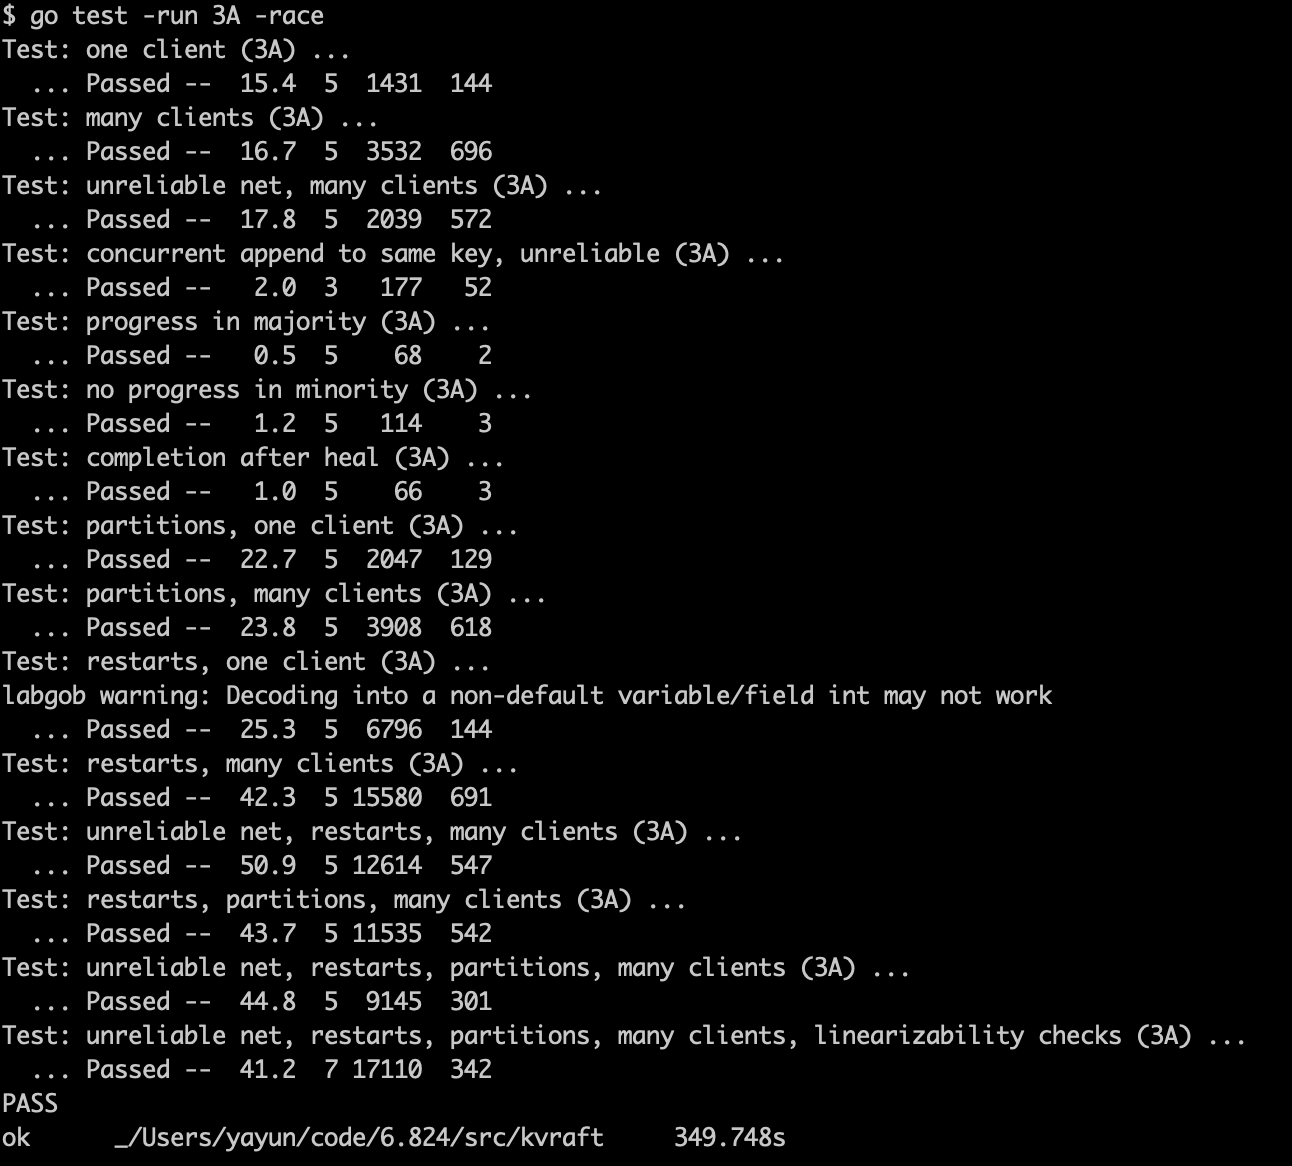 $ go test -run 3A -race
Test: one client (3A) ...
  ... Passed --  15.4  5  1431  144
Test: many clients (3A) ...
  ... Passed --  16.7  5  3532  696
Test: unreliable net, many clients (3A) ...
  ... Passed --  17.8  5  2039  572
Test: concurrent append to same key, unreliable (3A) ...
  ... Passed --   2.0  3   177   52
Test: progress in majority (3A) ...
  ... Passed --   0.5  5    68    2
Test: no progress in minority (3A) ...
  ... Passed --   1.2  5   114    3
Test: completion after heal (3A) ...
  ... Passed --   1.0  5    66    3
Test: partitions, one client (3A) ...
  ... Passed --  22.7  5  2047  129
Test: partitions, many clients (3A) ...
  ... Passed --  23.8  5  3908  618
Test: restarts, one client (3A) ...
labgob warning: Decoding into a non-default variable/field int may not work
  ... Passed --  25.3  5  6796  144
Test: restarts, many clients (3A) ...
  ... Passed --  42.3  5 15580  691
Test: unreliable net, restarts, many clients (3A) ...
  ... Passed --  50.9  5 12614  547
Test: restarts, partitions, many clients (3A) ...
  ... Passed --  43.7  5 11535  542
Test: unreliable net, restarts, partitions, many clients (3A) ...
  ... Passed --  44.8  5  9145  301
Test: unreliable net, restarts, partitions, many clients, linearizability checks (3A) ...
  ... Passed --  41.2  7 17110  342
PASS
ok      _/Users/yayun/code/6.824/src/kvraft     349.748s